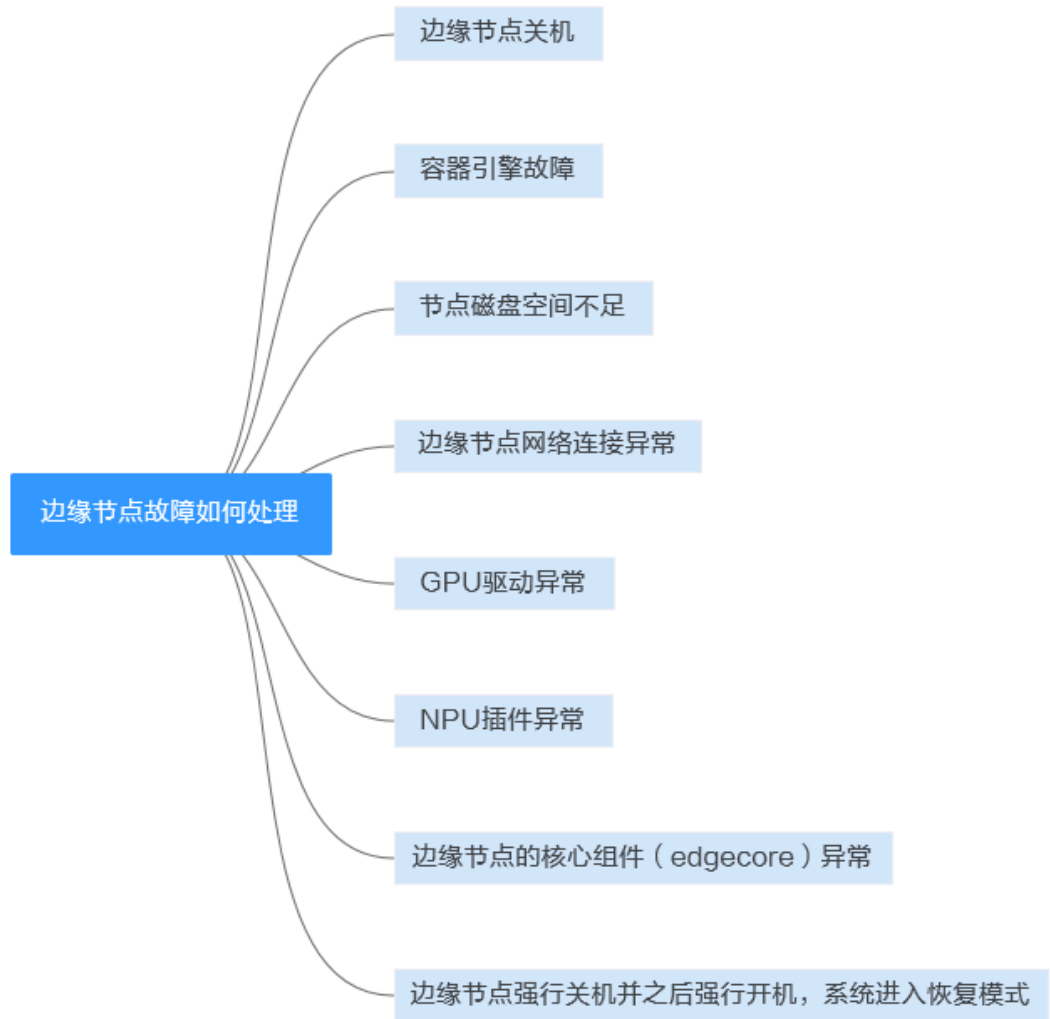 边缘节点关机
容器引擎故障
节点磁盘空间不足
边缘节点网络连接异常
边缘节点故障如何处理
GPU驱动异常
NPU插件异常
边缘节点的核心组件（edgecore）异常
边缘节点强行关机并之后强行开机，系统进入恢复模式